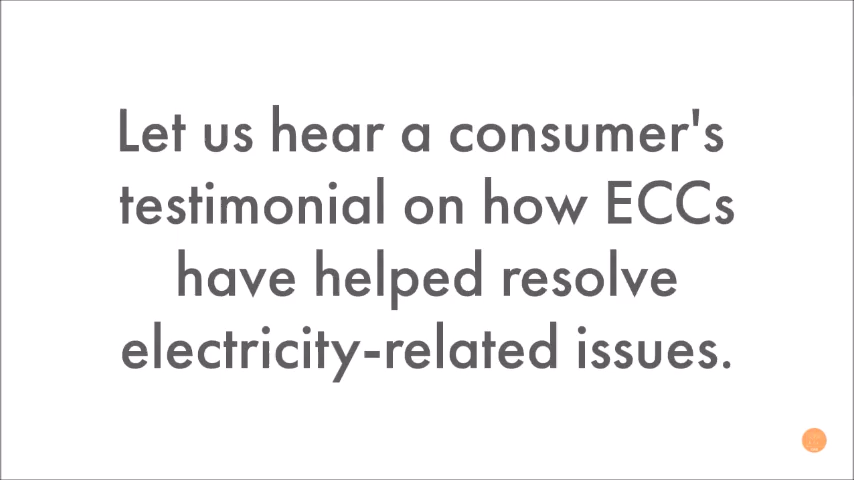 Let us hear a consumer's
testimonial on how ECCs
have helped resolve
electricity-related issues.